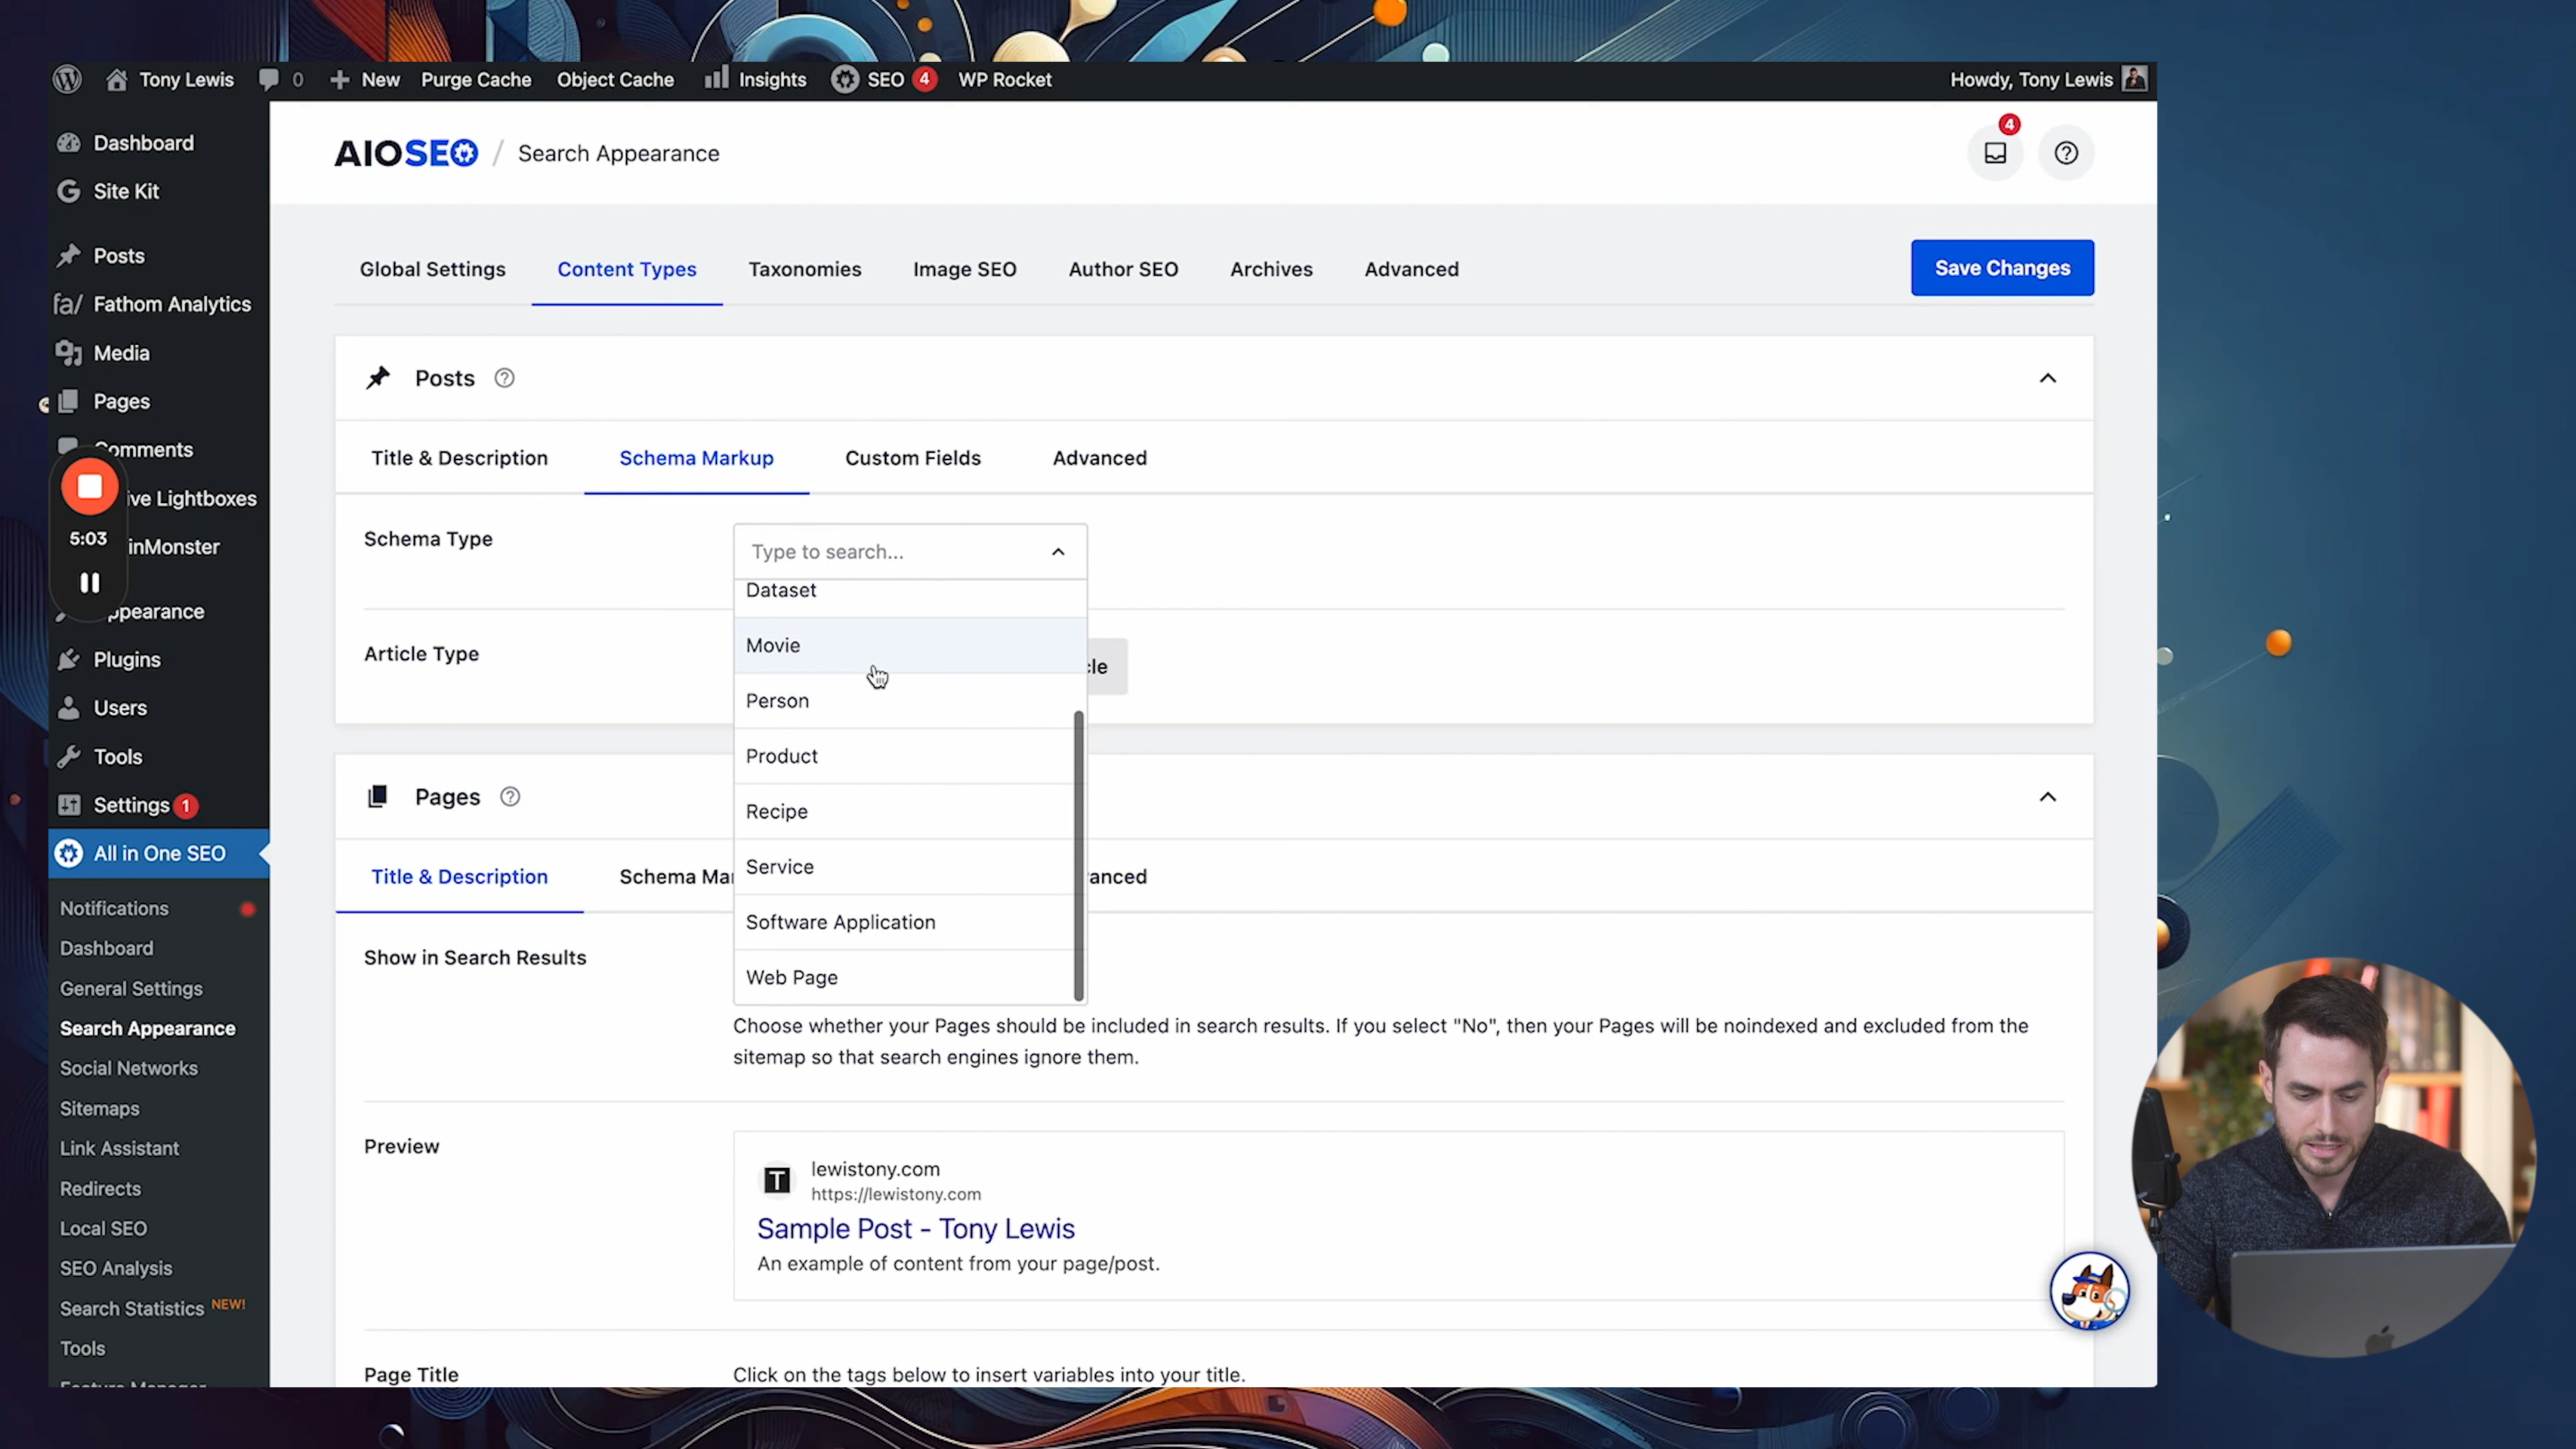 Tony Lewis 0 New Purge Cache Object Cache Insights SEO 4 WP Rocket Howdy, Tony Lewis
Dashboard
Site Kit
Posts
Fathom Analytics
Media
Pages
Comments
ive Lightboxes
5:03
inMonster
ppearance
Plugins
Users
Tools
Settings 1
All in One SEO
Notifications
Dashboard
General Settings
Search Appearance
Social Networks
Sitemaps
Link Assistant
Redirects
Local SEO
SEO Analysis
Search Statistics NEW!
Tools
AIOSEO / Search Appearance
4
Global Settings Content Types Taxonomies Image SEO Author SEO Archives Advanced Save Changes
Posts
Title & Description Schema Markup Custom Fields Advanced
Schema Type
Type to search...
Dataset
Movie
Article Type
cle
Person
Product
Recipe
Service
Software Application
Web Page
Pages
Title & Description Schema Mar anced
Show in Search Results
Choose whether your Pages should be included in search results. If you select "No", then your Pages will be noindexed and excluded from the
sitemap so that search engines ignore them.
Preview
T
lewistony.com
https://lewistony.com
Sample Post - Tony Lewis
An example of content from your page/post.
Page Title
Click on the tags below to insert variables into your title.